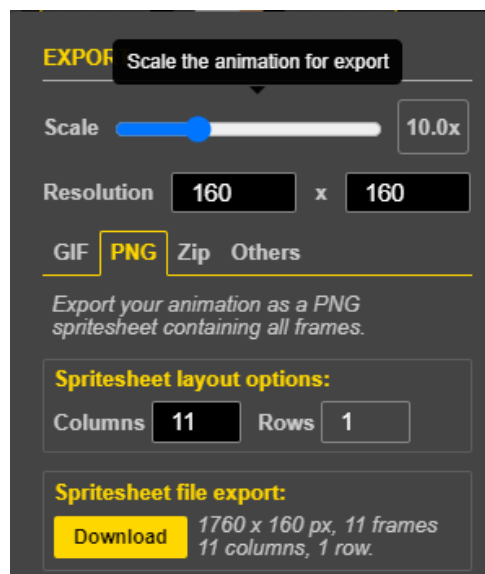 EXPOR
Scale the animation for export
Scale 10.0x
Resolution 160 x 160
GIF PNG Zip Others
Export your animation as a PNG
spritesheet containing all frames.
Spritesheet layout options:
Columns 11 Rows 1
Spritesheet file export:
Download
1760 x 160 px, 11 frames
11 columns, 1 row.